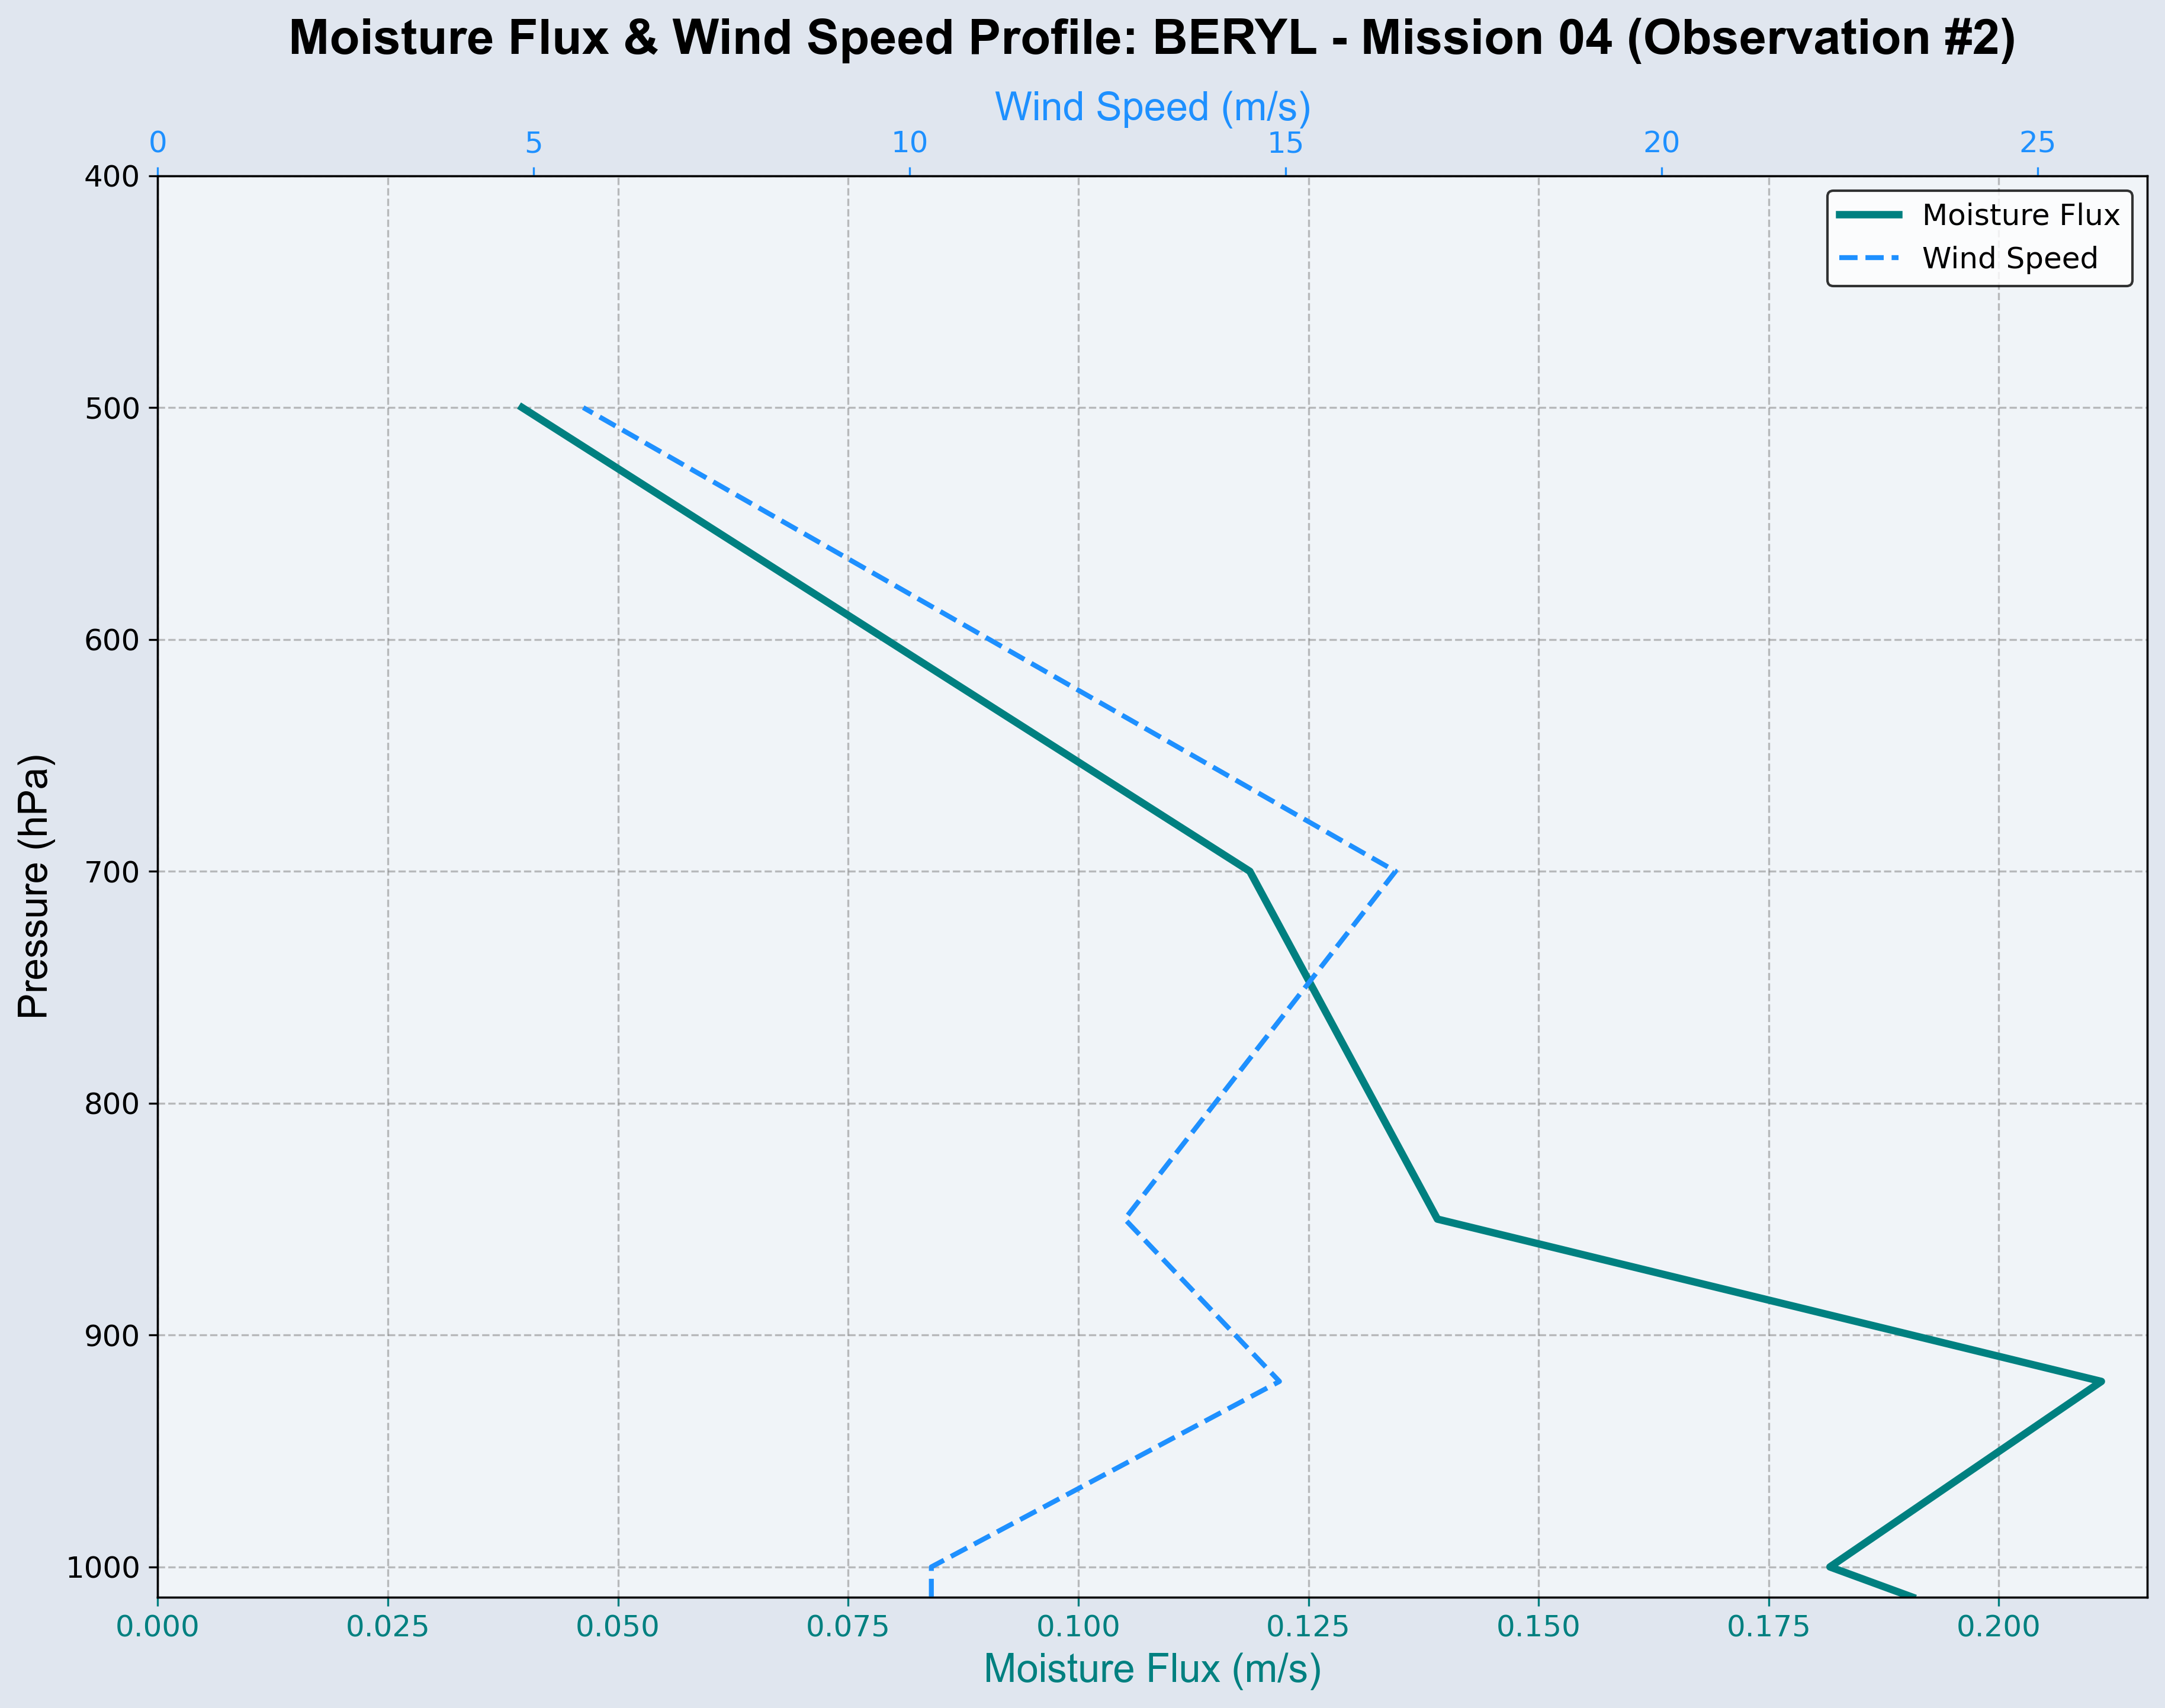 Moisture Flux & Wind Speed Profile: BERYL - Mission 04 (Observation #2)
Wind Speed (m/s)
0 5 10 15 20 25
Moisture Flux
Wind Speed
Pressure (hPa)
400
500
600
700
800
900
1000
0.000 0.025 0.050 0.075 0.100 0.125 0.150 0.175 0.200
Moisture Flux (m/s)